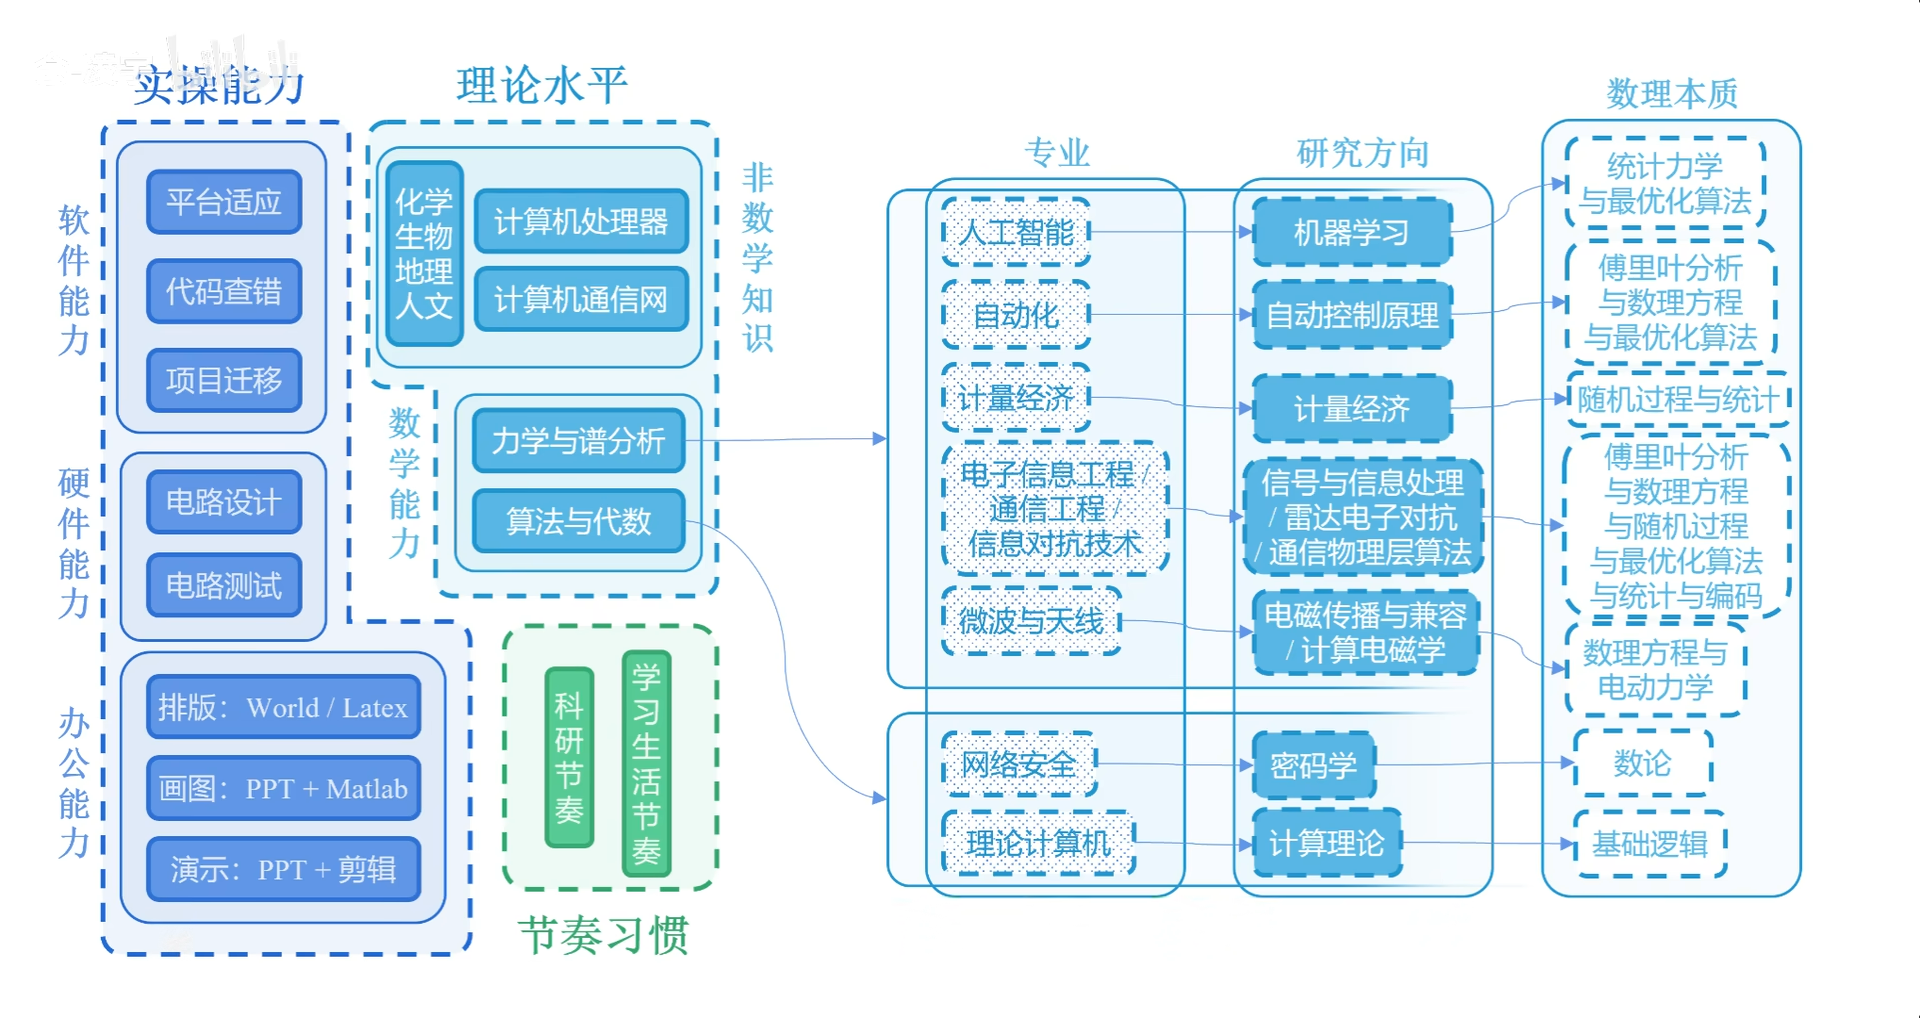 实操能力
软件能力
平台适应
代码查错
项目迁移
硬件能力
电路设计
电路测试
办公能力
排版：World / Latex
画图：PPT + Matlab
演示：PPT + 剪辑
理论水平
非数学知识
化学
生物
地理
人文
计算机处理器
计算机通信网
数学能力
力学与谱分析
算法与代数
科研节奏
学习生活节奏
节奏习惯
专业
人工智能
自动化
计量经济
电子信息工程 /
通信工程 /
信息对抗技术
微波与天线
网络安全
理论计算机
研究方向
机器学习
自动控制原理
计量经济
信号与信息处理
/ 雷达电子对抗
/ 通信物理层算法
电磁传播与兼容
/ 计算电磁学
密码学
计算理论
数理本质
统计力学
与最优化算法
傅里叶分析
与数理方程
与最优化算法
随机过程与统计
傅里叶分析
与数理方程
与随机过程
与最优化算法
与统计与编码
数理方程与
电动力学
数论
基础逻辑